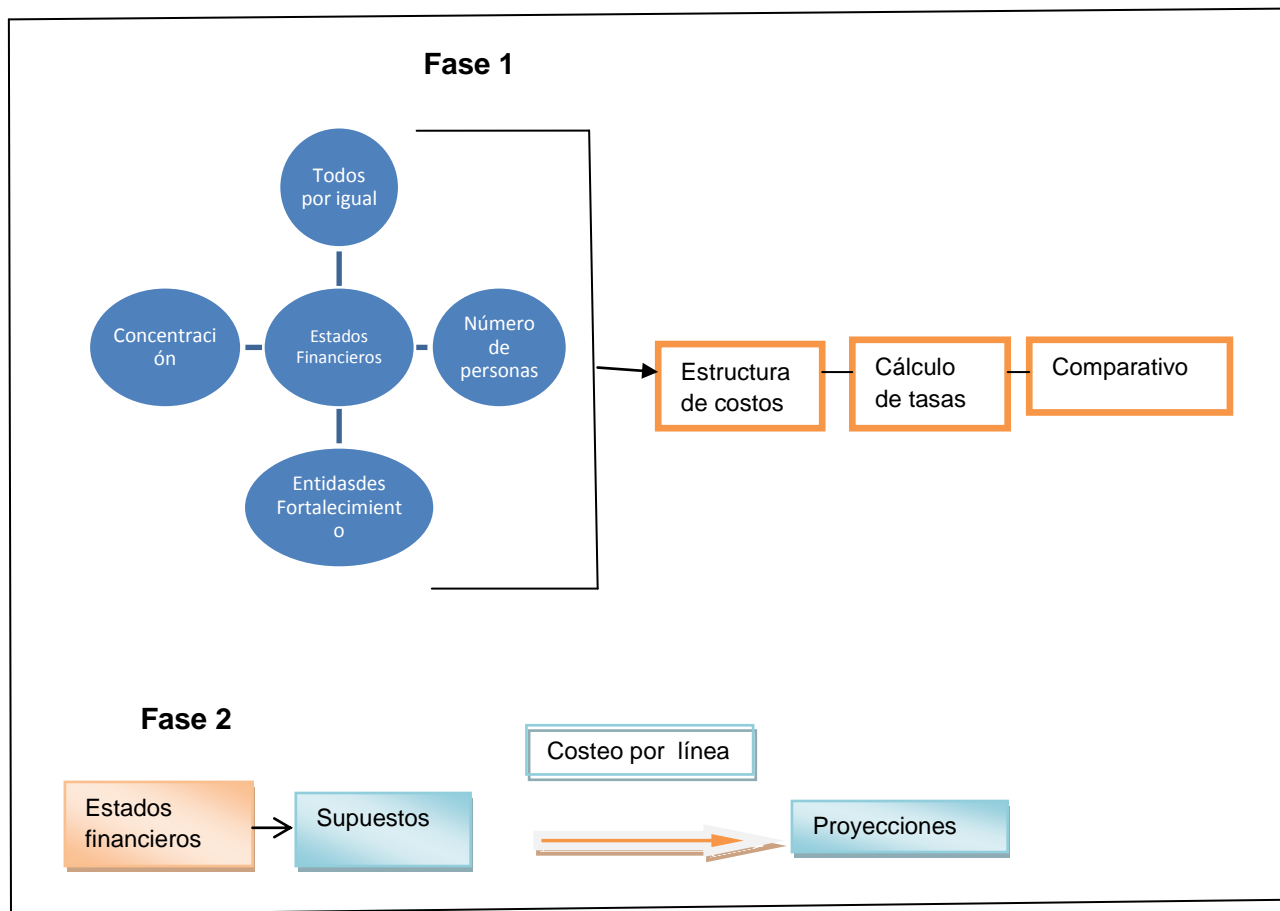 Fase 1
Todos
por igual
Concentraci
ón
Estados
Financieros
Número
de
personas
Entidasdes
Fortalecimient
o
Estructura
de costos
Cálculo
de tasas
Comparativo
Fase 2
Costeo por línea
Estados
financieros
Supuestos
Proyecciones